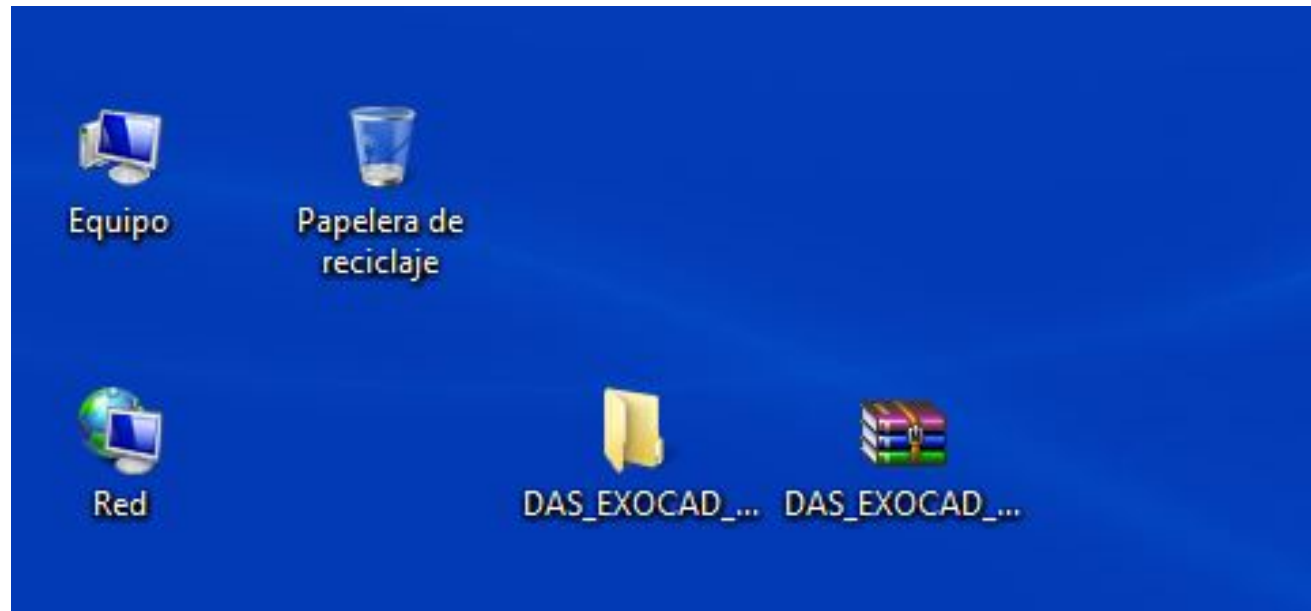 Equipo
Papelera de
reciclaje
Red
DAS_EXOCAD_...
DAS_EXOCAD_...